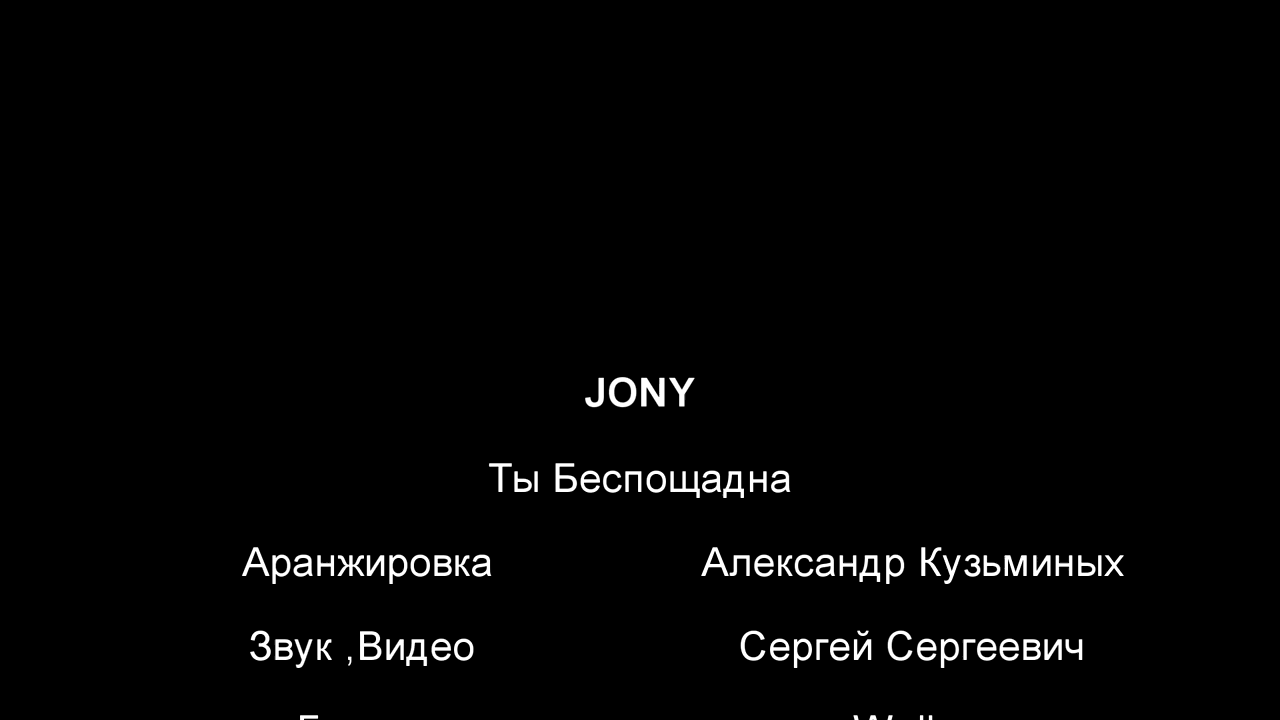 JONY
Ты Беспощадна
Аранжировка Александр Кузьминых
Звук ,Видео Сергей Сергеевич